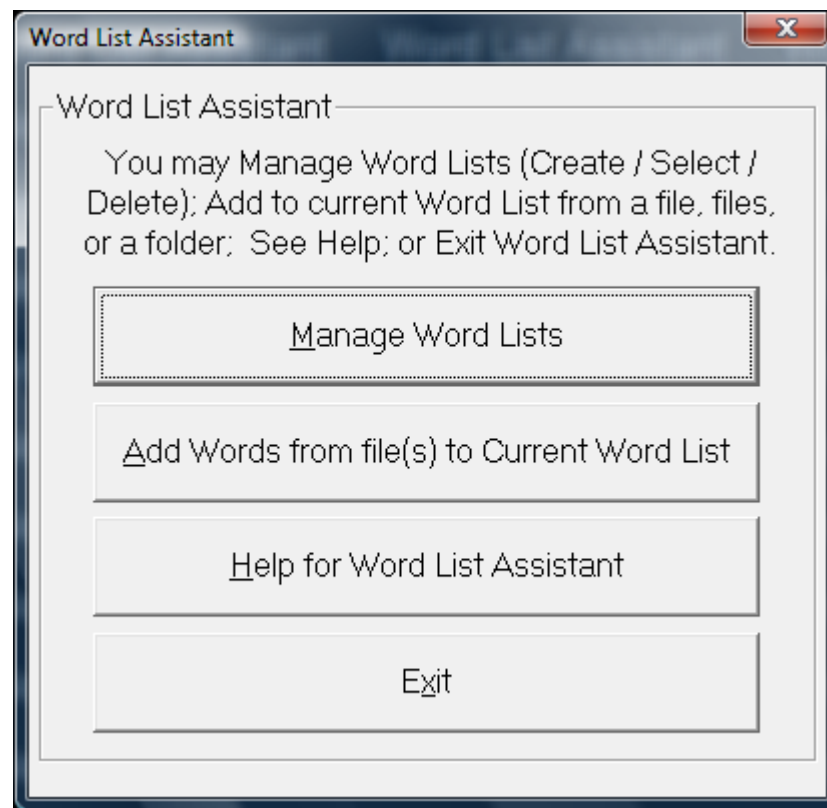 Word List Assistant
Word List Assistant
You may Manage Word Lists (Create / Select /
Delete); Add to current Word List from a file, files,
or a folder;  See Help; or Exit Word List Assistant.
Manage Word Lists
Add Words from file(s) to Current Word List
Help for Word List Assistant
Exit